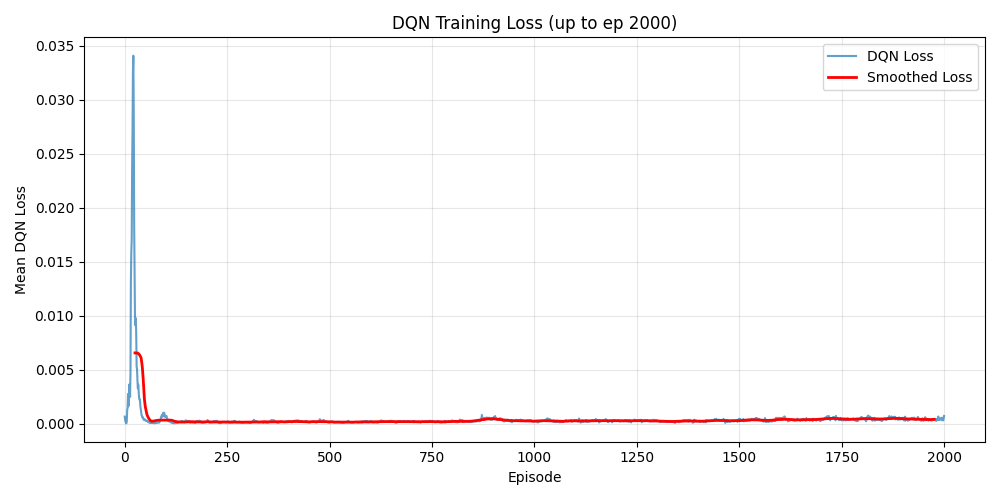 DQN Training Loss (up to ep 2000)
DQN Loss
Smoothed Loss
Mean DQN Loss
0.035
0.030
0.025
0.020
0.015
0.010
0.005
0.000
0 250 500 750 1000 1250 1500 1750 2000
Episode